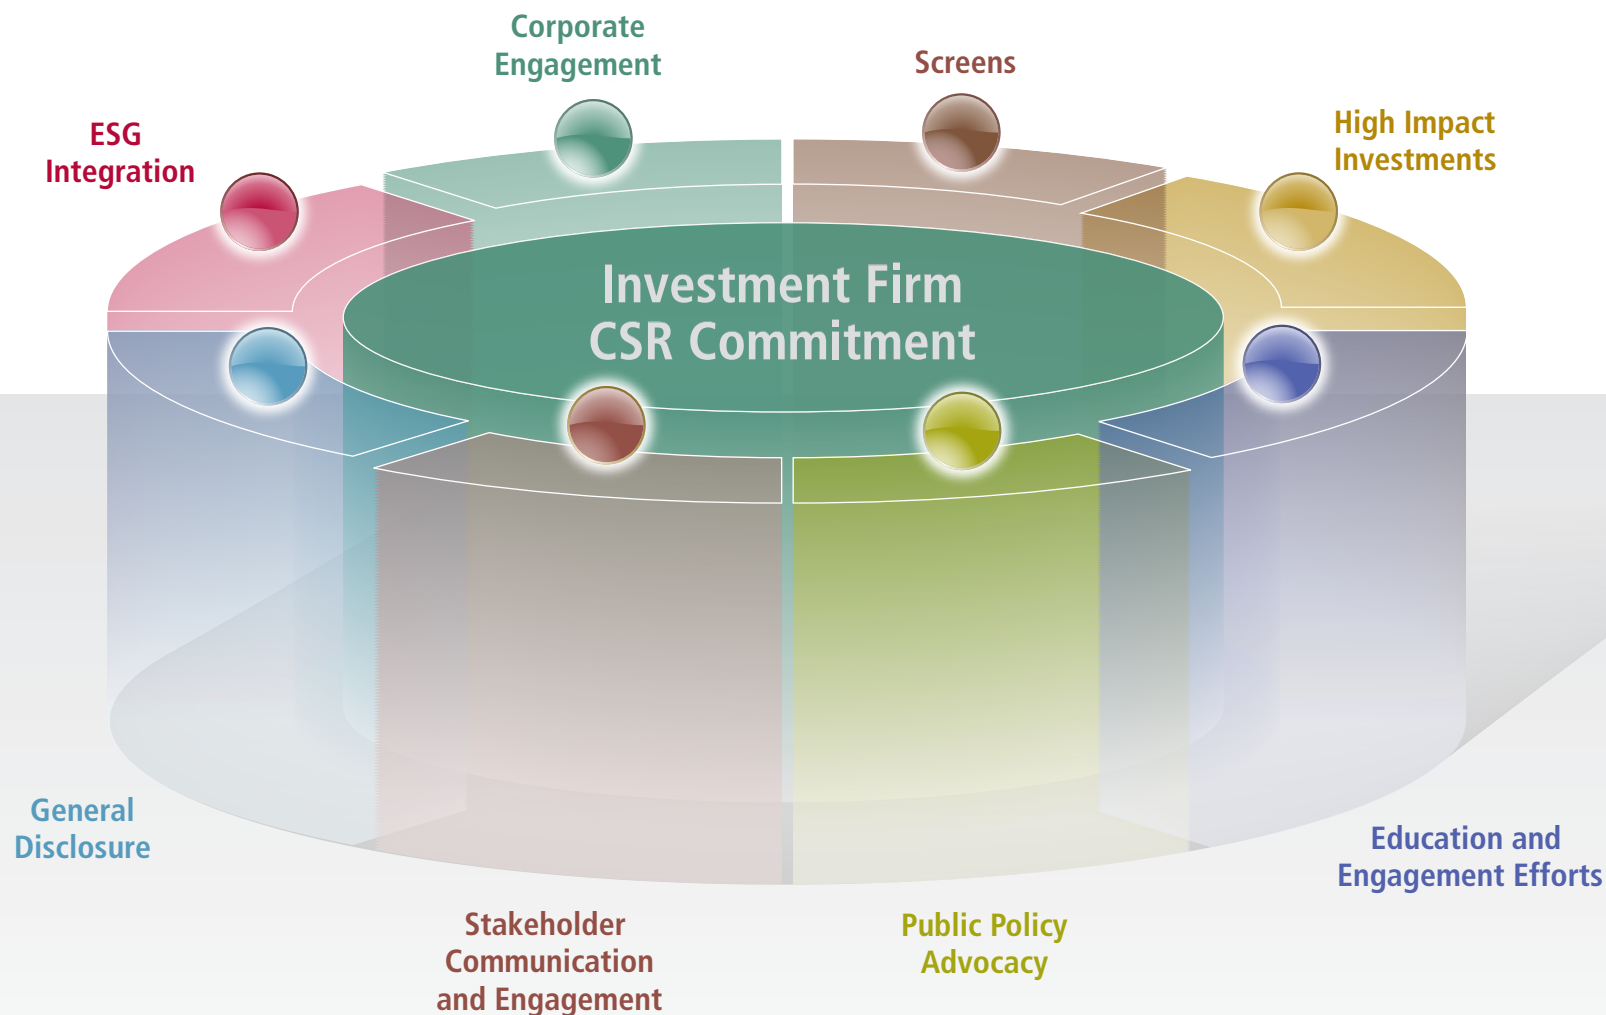 Corporate
Engagement
Screens
ESG
Integration
High Impact
Investments
Investment Firm
CSR Commitment
General
Disclosure
Education and
Engagement Efforts
Stakeholder
Communication
and Engagement
Public Policy
Advocacy